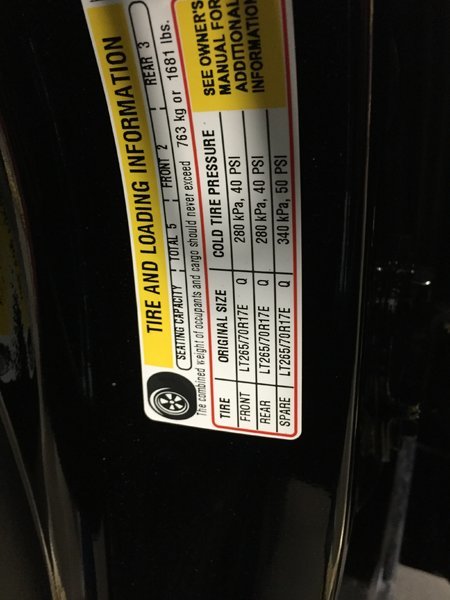 TIRE AND LOADING INFORMATION
SEATING CAPACITY TOTAL 5 FRONT 2 REAR 3
The combined weight of occupants and cargo should never exceed 763 kg or 1681 lbs.
TIRE ORIGINAL SIZE COLD TIRE PRESSURE
FRONT LT265/70R17E Q 280 kPa, 40 PSI
REAR LT265/70R17E Q 280 kPa, 40 PSI
SPARE LT265/70R17E Q 340 kPa, 50 PSI
SEE OWNER'S
MANUAL FOR
ADDITIONAL
INFORMATION